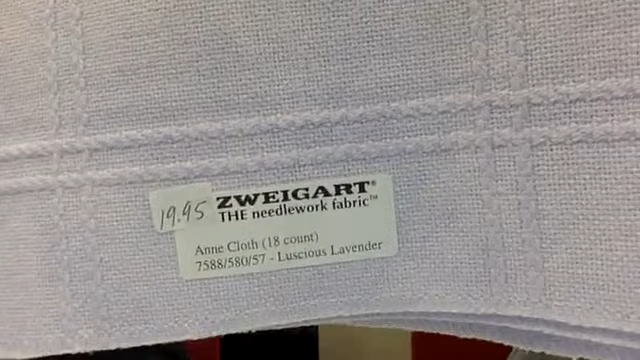 19.95
ZWEIGART®
THE needlework fabric™
Anne Cloth (18 count)
7588/580/57 - Luscious Lavender